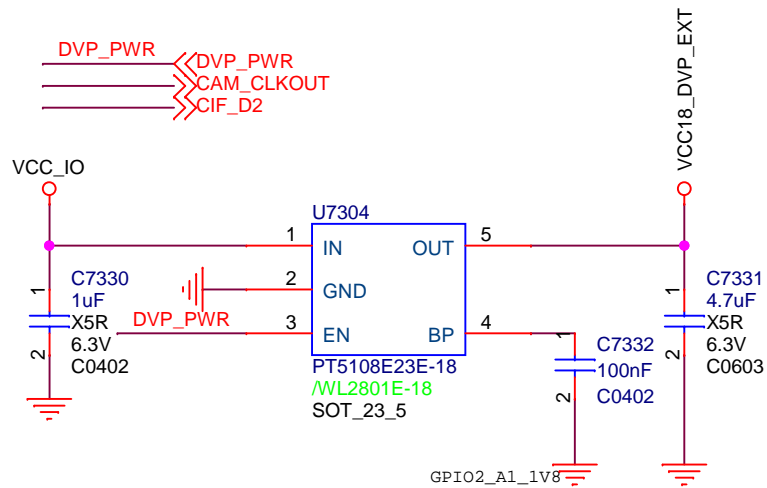 DVP_PWR
DVP_PWR
CAM_CLKOUT
CIF_D2
VCC_IO
VCC18_DVP_EXT
U7304
1 IN OUT 5
2 GND
DVP_PWR 3 EN BP 4
PT5108E23E-18
/WL2801E-18
SOT_23_5
1
2
C7330
1uF
X5R
6.3V
C0402
1
2
C7332
100nF
C0402
1
2
C7331
4.7uF
X5R
6.3V
C0603
GPIO2_A1_1V8